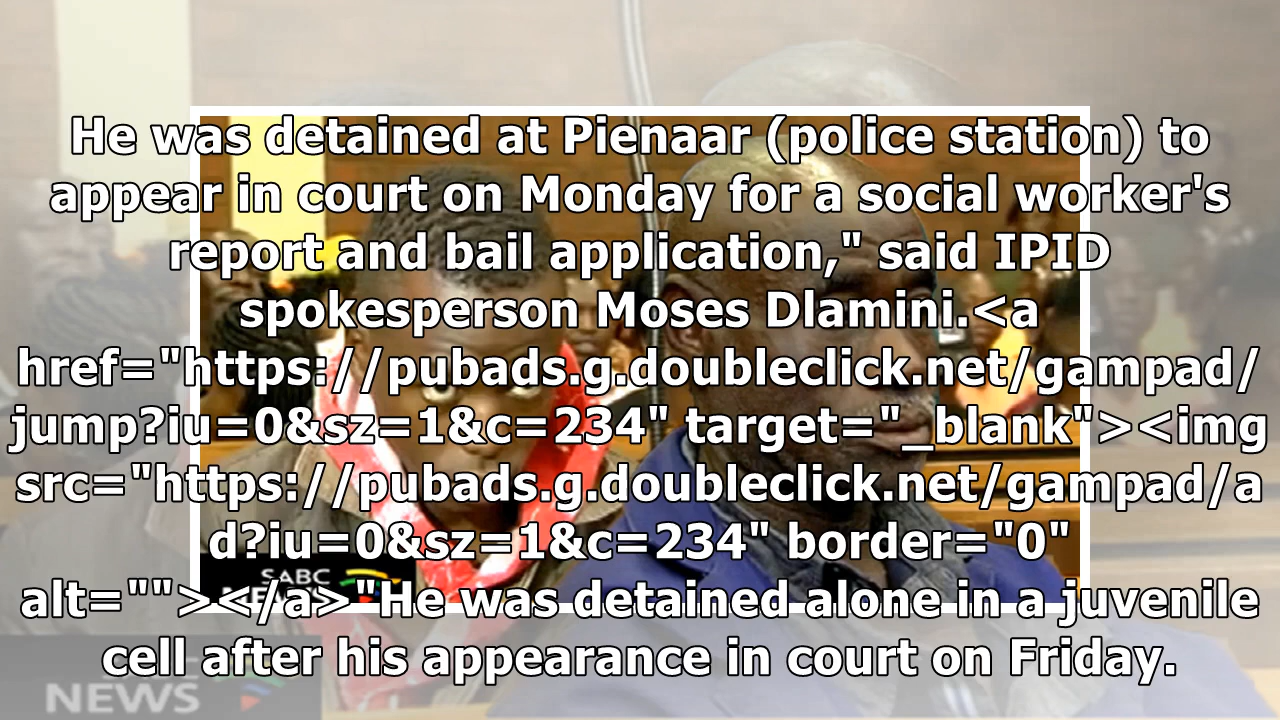 He was detained at Pienaar (police station) to
appear in court on Monday for a social worker's
report and bail application," said IPID
spokesperson Moses Dlamini.<a
href="https://pubads.g.doubleclick.net/gampad/
jump?iu=0&sz=1&c=234" target="_blank"><img
src="https://pubads.g.doubleclick.net/gampad/a
d?iu=0&sz=1&c=234" border="0"
alt=""></a>"He was detained alone in a juvenile
cell after his appearance in court on Friday.
SABC
NEWS
NEWS